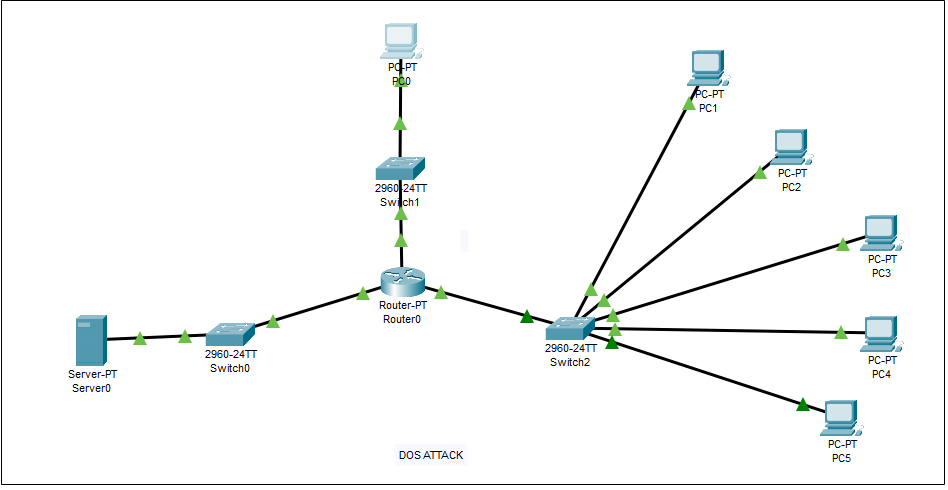 PC-PT
PC0
2960-24TT
Switch1
Router-PT
Router0
Server-PT
Server0
2960-24TT
Switch0
2960-24TT
Switch2
PC-PT
PC1
PC-PT
PC2
PC-PT
PC3
PC-PT
PC4
PC-PT
PC5
DOS ATTACK